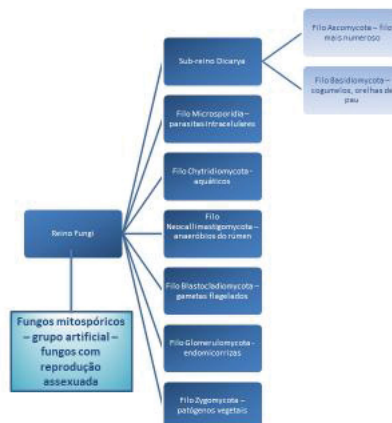 Sub-reino Dicarya
Filo Ascomycota – filo
mais numeroso
Filo Basidiomycota –
cogumelos, orelhas de
pau
Filo Microsporidia –
parasitas intracelulares
Filo Chytridiomycota -
aquáticos
Reino Fungi
Filo
Neocallimastigomycota –
anaeróbios do rúmen
Filo Blastocladiomycota –
gametas flagelados
Fungos mitospóricos
– grupo artificial –
fungos com
reprodução
assexuada
Filo Glomerulomycota -
endomicorrizas
Filo Zygomycota –
patógenos vegetais